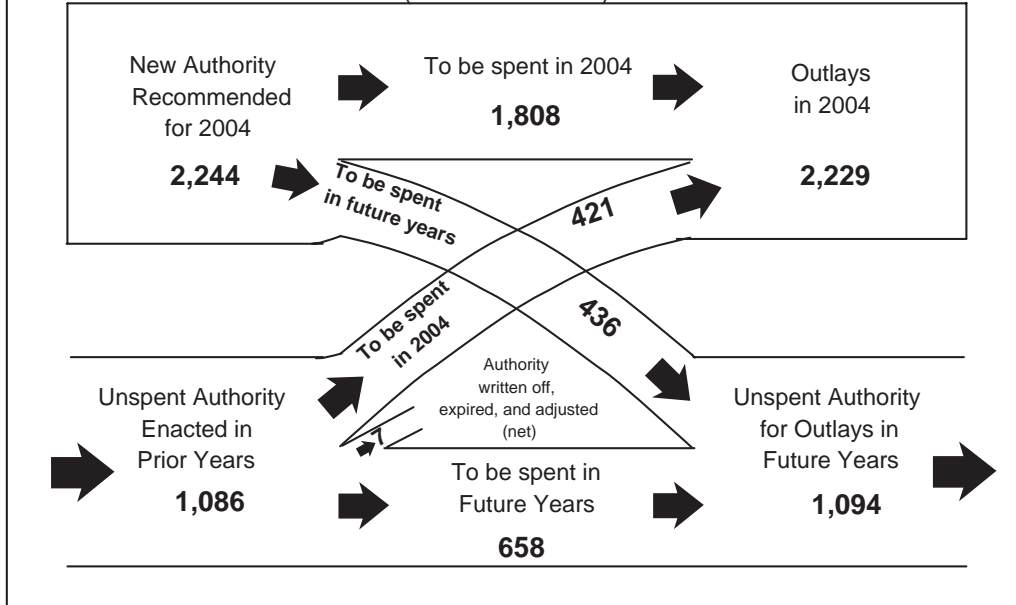 New Authority
Recommended
for 2004
2,244
To be spent in 2004
1,808
Outlays
in 2004
2,229
To be spent
in future years
421
To be spent
in 2004
436
Authority
written off,
expired, and adjusted
(net)
7
Unspent Authority
Enacted in
Prior Years
1,086
To be spent in
Future Years
658
Unspent Authority
for Outlays in
Future Years
1,094